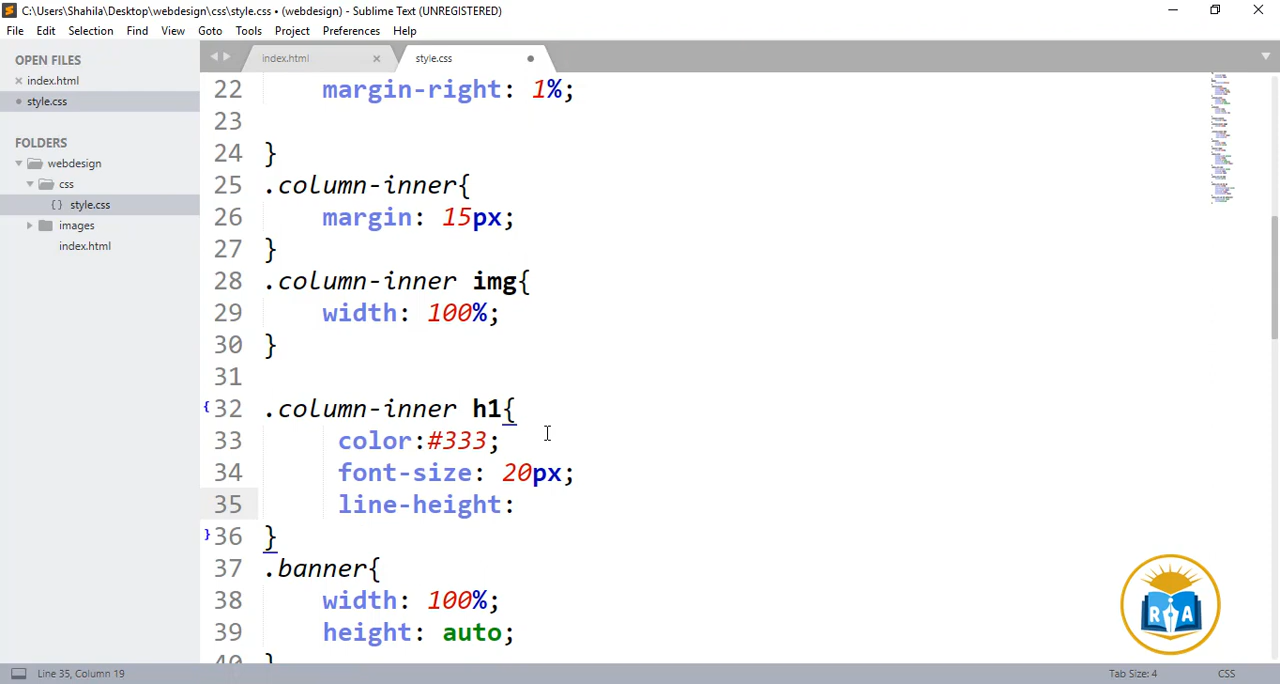 C:\Users\Shahila\Desktop\webdesign\css\style.css • (webdesign) - Sublime Text (UNREGISTERED)
File Edit Selection Find View Goto Tools Project Preferences Help
OPEN FILES
index.html
style.css
FOLDERS
webdesign
css
{ } style.css
images
index.html
index.html
style.css
22 margin-right: 1%;
23
24 }
25 .column-inner{
26 margin: 15px;
27 }
28 .column-inner img{
29 width: 100%;
30 }
31
32 .column-inner h1{
33 color:#333;
34 font-size: 20px;
35 line-height:
36 }
37 .banner{
38 width: 100%;
39 height: auto;
40 }
R A
Line 35, Column 19
Tab Size: 4
CSS